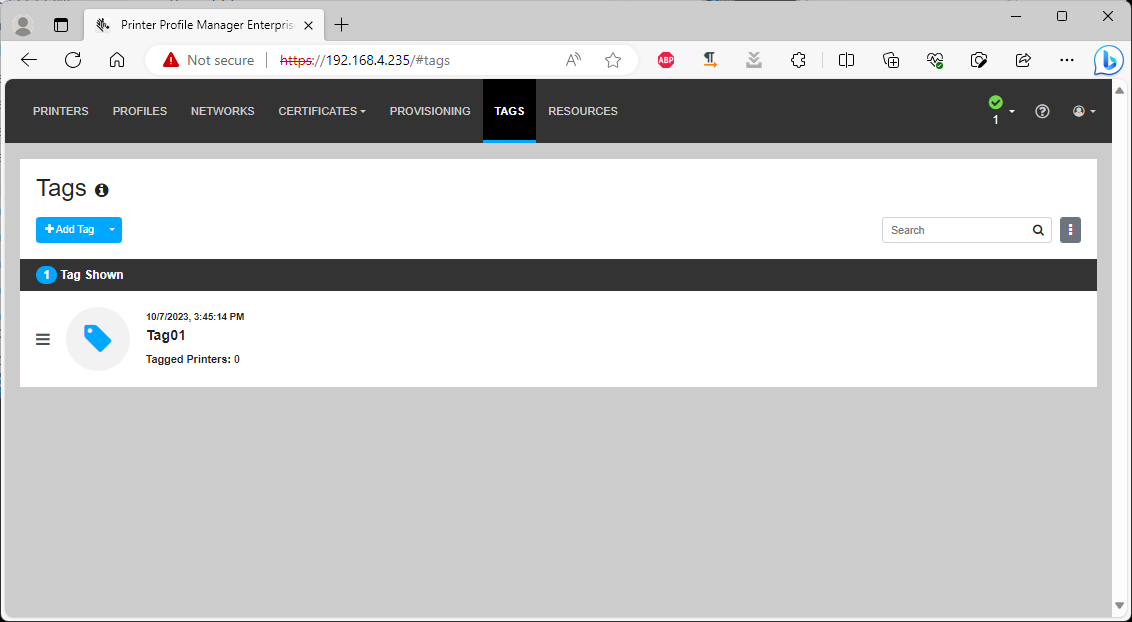 Printer Profile Manager Enterpris
Not secure
https://192.168.4.235/#tags
ABP
PRINTERS
PROFILES
NETWORKS
CERTIFICATES
PROVISIONING
TAGS
RESOURCES
1
Tags
Add Tag
Search
1 Tag Shown
10/7/2023, 3:45:14 PM
Tag01
Tagged Printers: 0